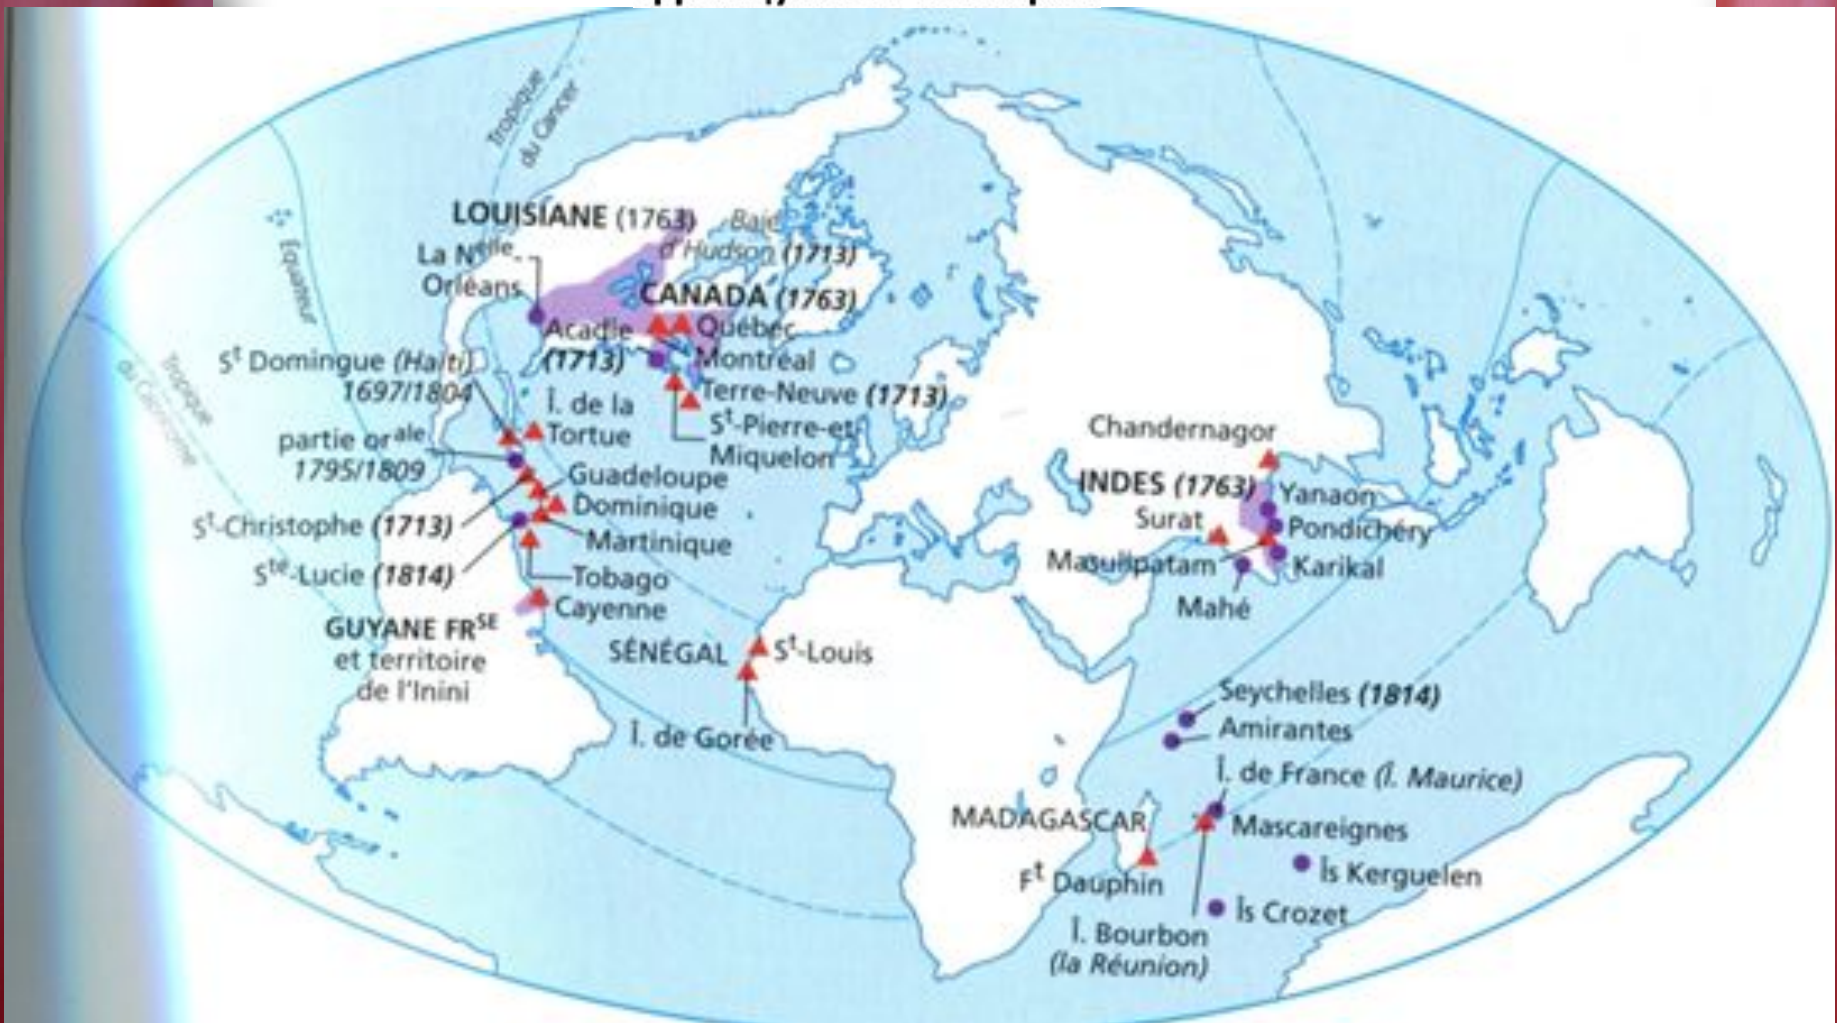 Tropique
du Cancer
Équateur
Tropique
du Capricorne
LOUISIANE (1763)
La Nelle
Orléans
Baie
d'Hudson (1713)
CANADA (1763)
Acadie
(1713)
Québec
Montréal
Terre-Neuve (1713)
St-Pierre-et
Miquelon
St Domingue (Haïti)
1697/1804
Î. de la
Tortue
partie orale
1795/1809
Guadeloupe
Dominique
St-Christophe (1713)
Martinique
Ste-Lucie (1814)
Tobago
Cayenne
GUYANE FRSE
et territoire
de l'Inini
SÉNÉGAL
St-Louis
Î. de Gorée
Chandernagor
INDES (1763)
Yanaon
Surat
Pondichéry
Masulipatam
Karikal
Mahé
Seychelles (1814)
Amirantes
Î. de France (Î. Maurice)
MADAGASCAR
Mascareignes
Îs Kerguelen
Ft Dauphin
Îs Crozet
Î. Bourbon
(la Réunion)